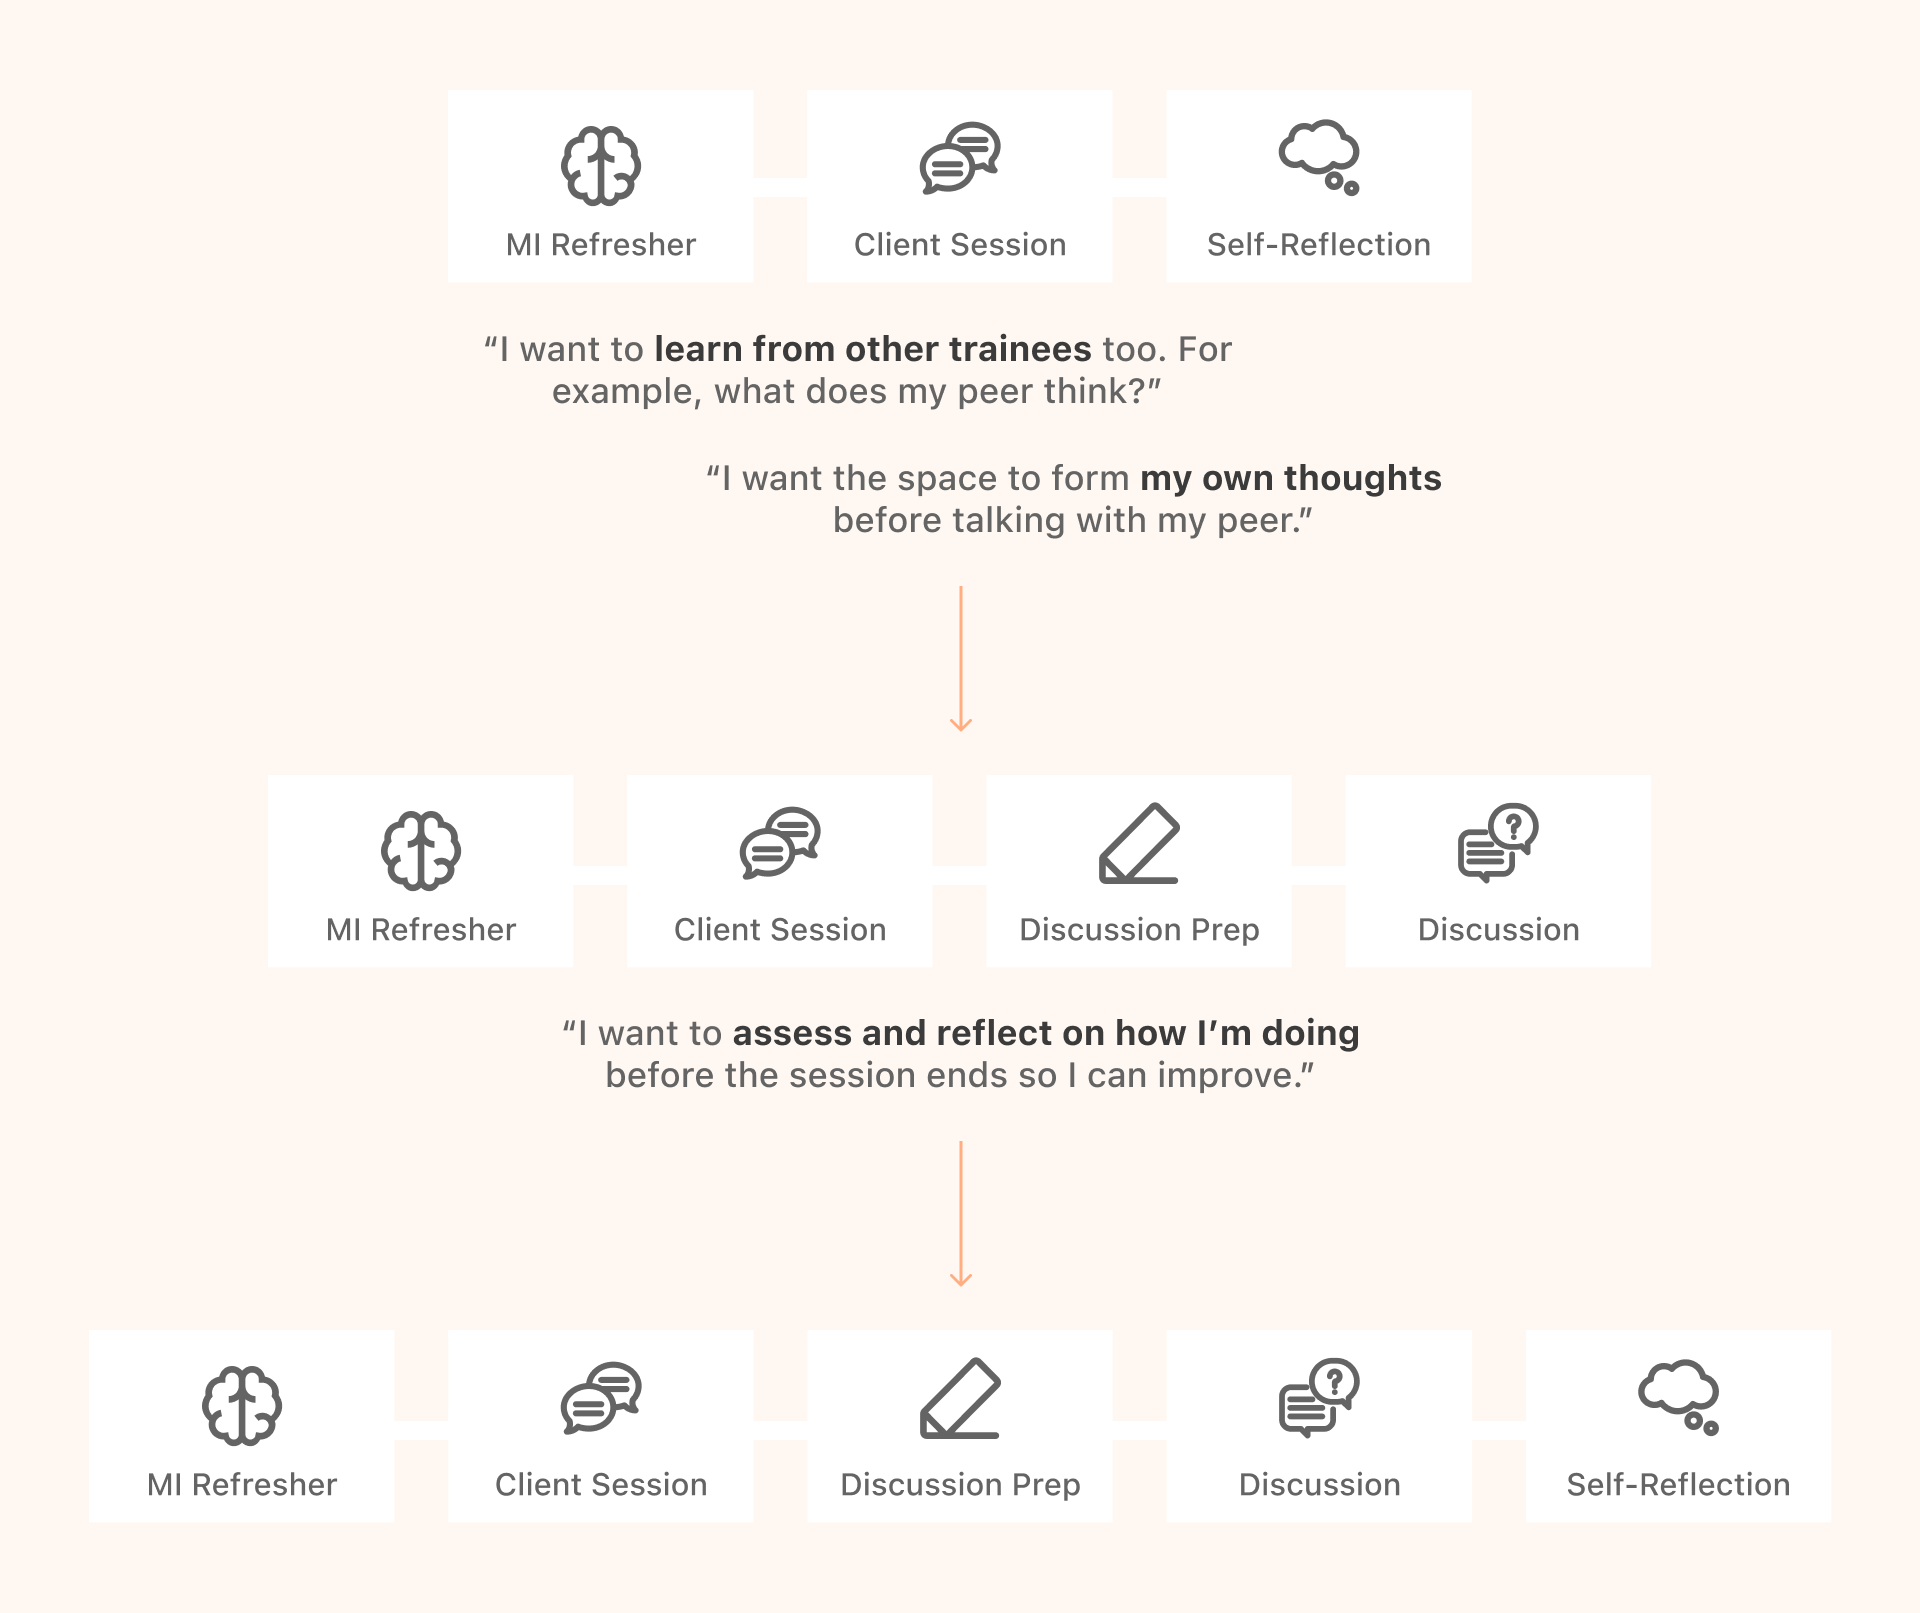 MI Refresher
Client Session
Self-Reflection
“I want to learn from other trainees too. For
example, what does my peer think?”
“I want the space to form my own thoughts
before talking with my peer.”
MI Refresher
Client Session
Discussion Prep
Discussion
“I want to assess and reflect on how I’m doing
before the session ends so I can improve.”
MI Refresher
Client Session
Discussion Prep
Discussion
Self-Reflection